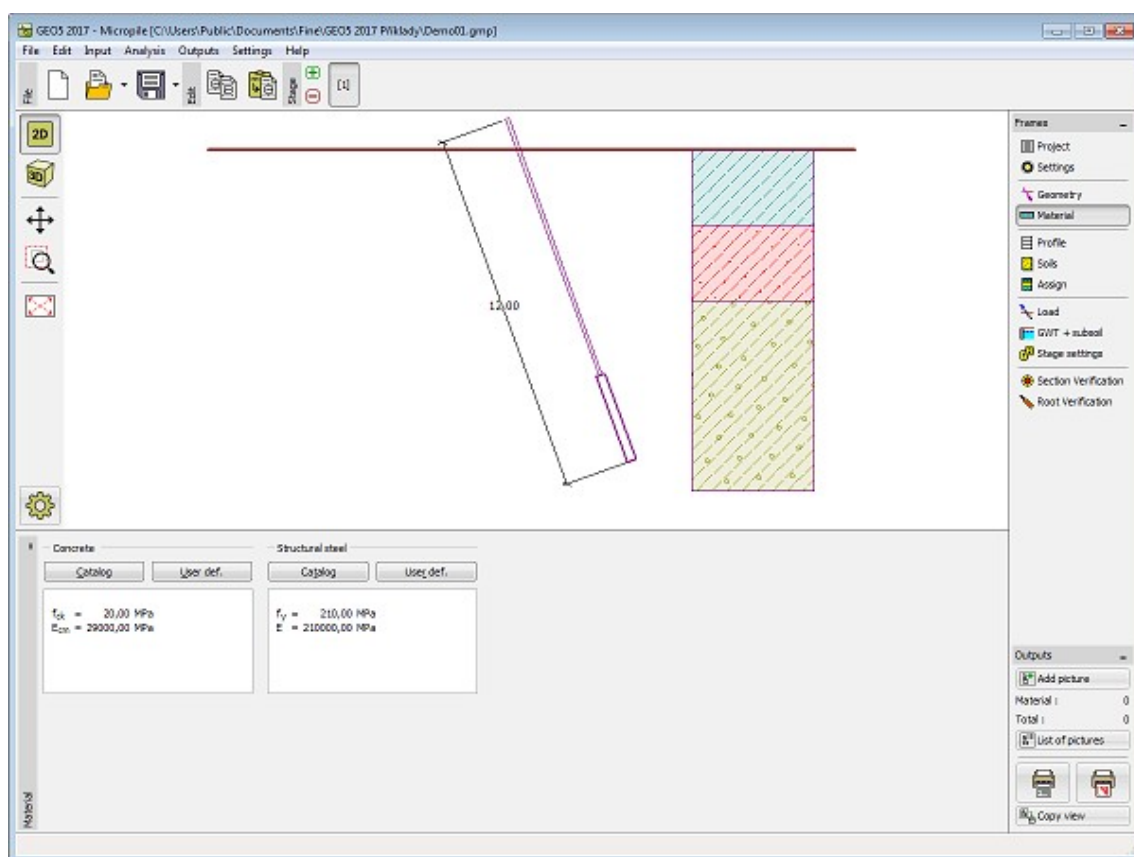 GEO5 2017 - Micropile [C:\Users\Public\Documents\Fine\GEO5 2017 Příklady\Demo01.gmp]
File Edit Input Analysis Outputs Settings Help
File
Edit
Stage
[1]
2D
3D
12,00
Frames
Project
Settings
Geometry
Material
Profile
Soils
Assign
Load
GWT + subsoil
Stage settings
Section Verification
Root Verification
Concrete
Catalog User def.
fck = 20,00 MPa
Ecm = 29000,00 MPa
Structural steel
Catalog User def.
fy = 210,00 MPa
E = 210000,00 MPa
Material
Outputs
Add picture
Material : 0
Total : 0
List of pictures
Copy view